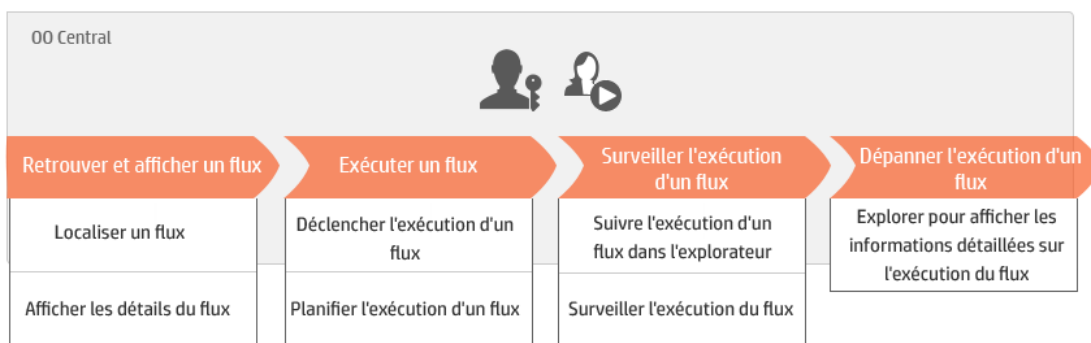 OO Central
Retrouver et afficher un flux
Exécuter un flux
Surveiller l'exécution
d'un flux
Dépanner l'exécution d'un
flux
Localiser un flux
Déclencher l'exécution d'un
flux
Suivre l'exécution d'un
flux dans l'explorateur
Explorer pour afficher les
informations détaillées sur
l'exécution du flux
Afficher les détails du flux
Planifier l'exécution d'un flux
Surveiller l'exécution du flux